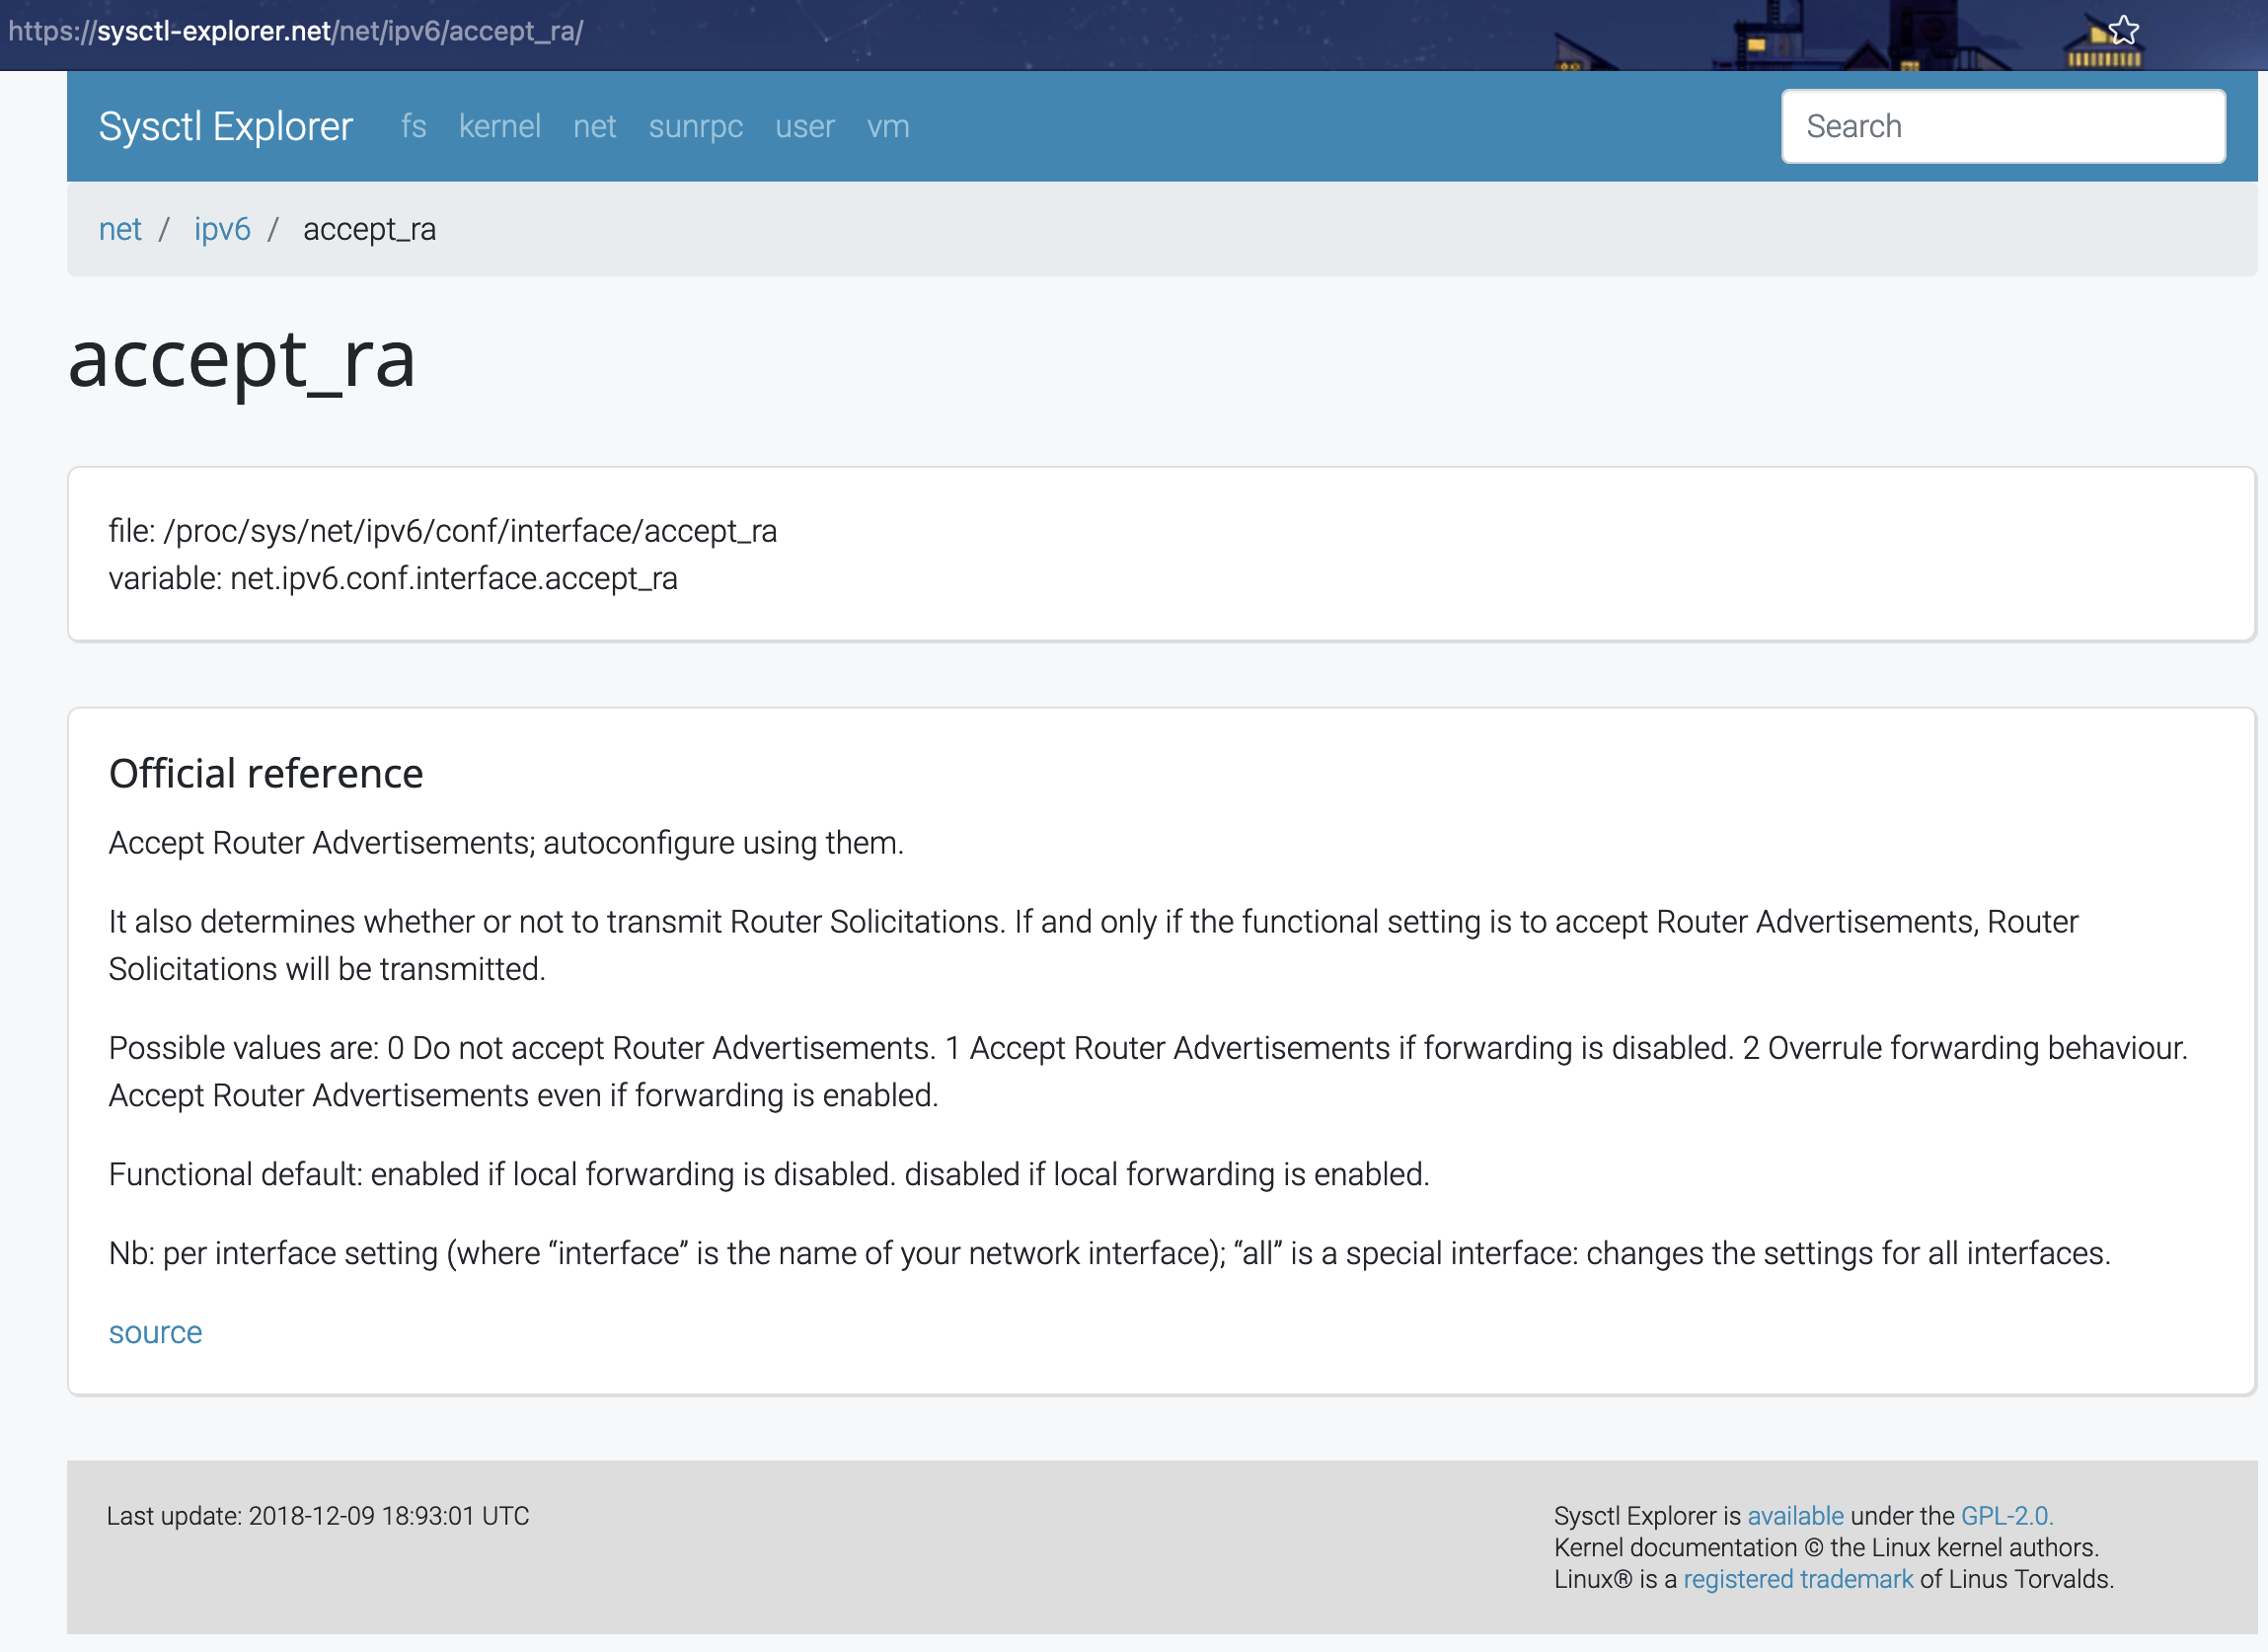 https://sysctl-explorer.net/net/ipv6/accept_ra/
Sysctl Explorer fs kernel net sunrpc user vm Search
net / ipv6 / accept_ra
accept_ra
file: /proc/sys/net/ipv6/conf/interface/accept_ra
variable: net.ipv6.conf.interface.accept_ra
Official reference
Accept Router Advertisements; autoconfigure using them.
It also determines whether or not to transmit Router Solicitations. If and only if the functional setting is to accept Router Advertisements, Router
Solicitations will be transmitted.
Possible values are: 0 Do not accept Router Advertisements. 1 Accept Router Advertisements if forwarding is disabled. 2 Overrule forwarding behaviour.
Accept Router Advertisements even if forwarding is enabled.
Functional default: enabled if local forwarding is disabled. disabled if local forwarding is enabled.
Nb: per interface setting (where “interface” is the name of your network interface); “all” is a special interface: changes the settings for all interfaces.
source
Last update: 2018-12-09 18:93:01 UTC
Sysctl Explorer is available under the GPL-2.0.
Kernel documentation © the Linux kernel authors.
Linux® is a registered trademark of Linus Torvalds.